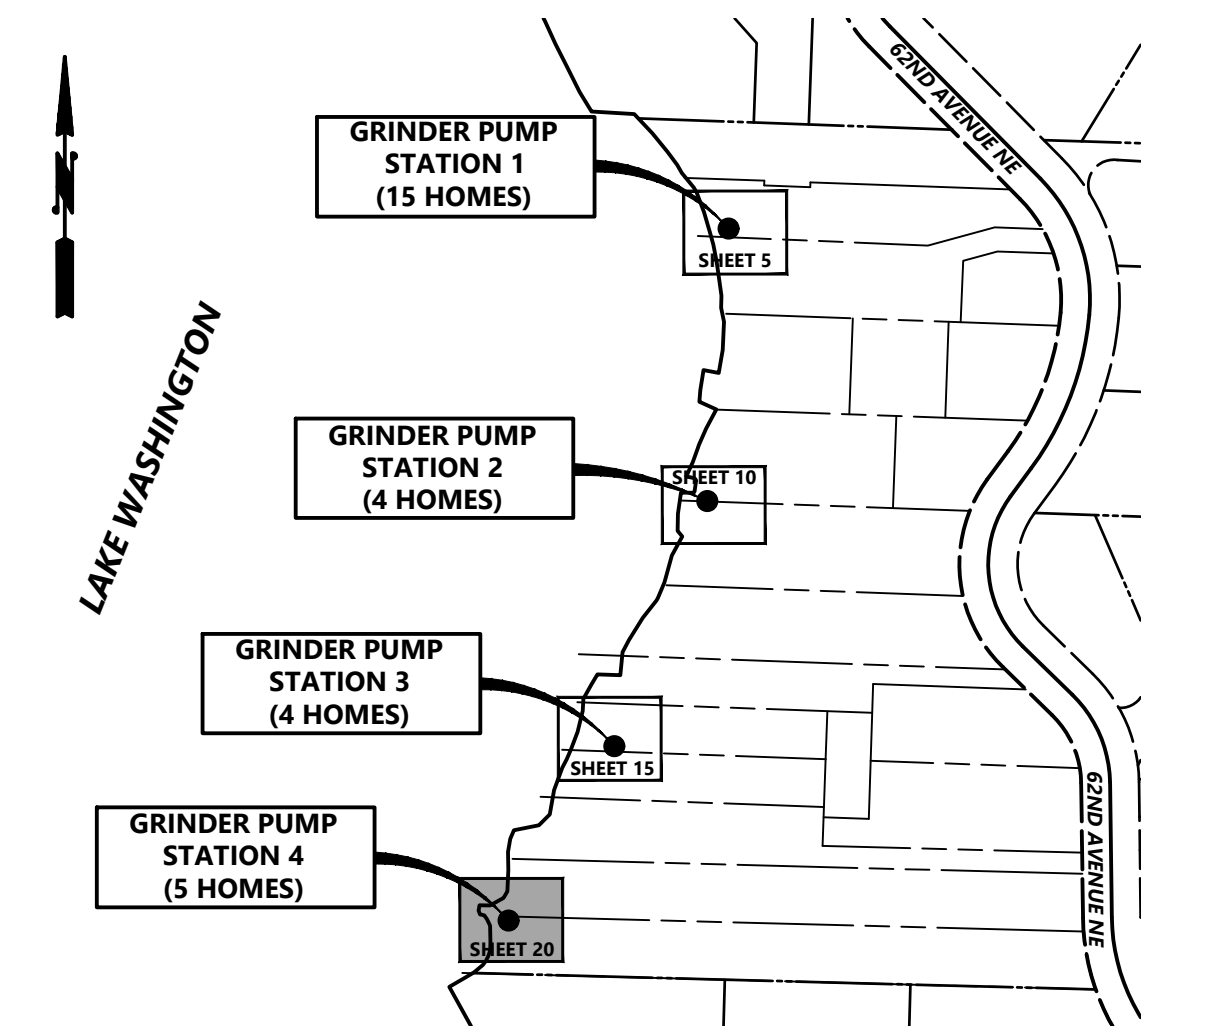 62ND AVENUE NE
N
GRINDER PUMP
STATION 1
(15 HOMES)
SHEET 5
LAKE WASHINGTON
GRINDER PUMP
STATION 2
(4 HOMES)
SHEET 10
GRINDER PUMP
STATION 3
(4 HOMES)
SHEET 15
62ND AVENUE NE
GRINDER PUMP
STATION 4
(5 HOMES)
SHEET 20